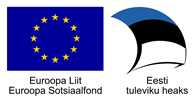 Euroopa Liit
Euroopa Sotsiaalfond
Eesti
tuleviku heaks